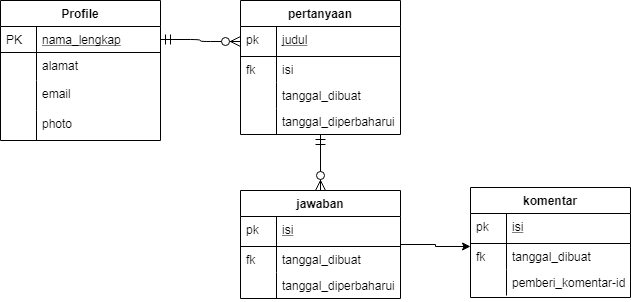 Profile
PK nama_lengkap
alamat
email
photo
pertanyaan
pk judul
fk isi
tanggal_dibuat
tanggal_diperbaharui
jawaban
pk isi
fk tanggal_dibuat
tanggal_diperbaharui
komentar
pk isi
fk tanggal_dibuat
pemberi_komentar-id